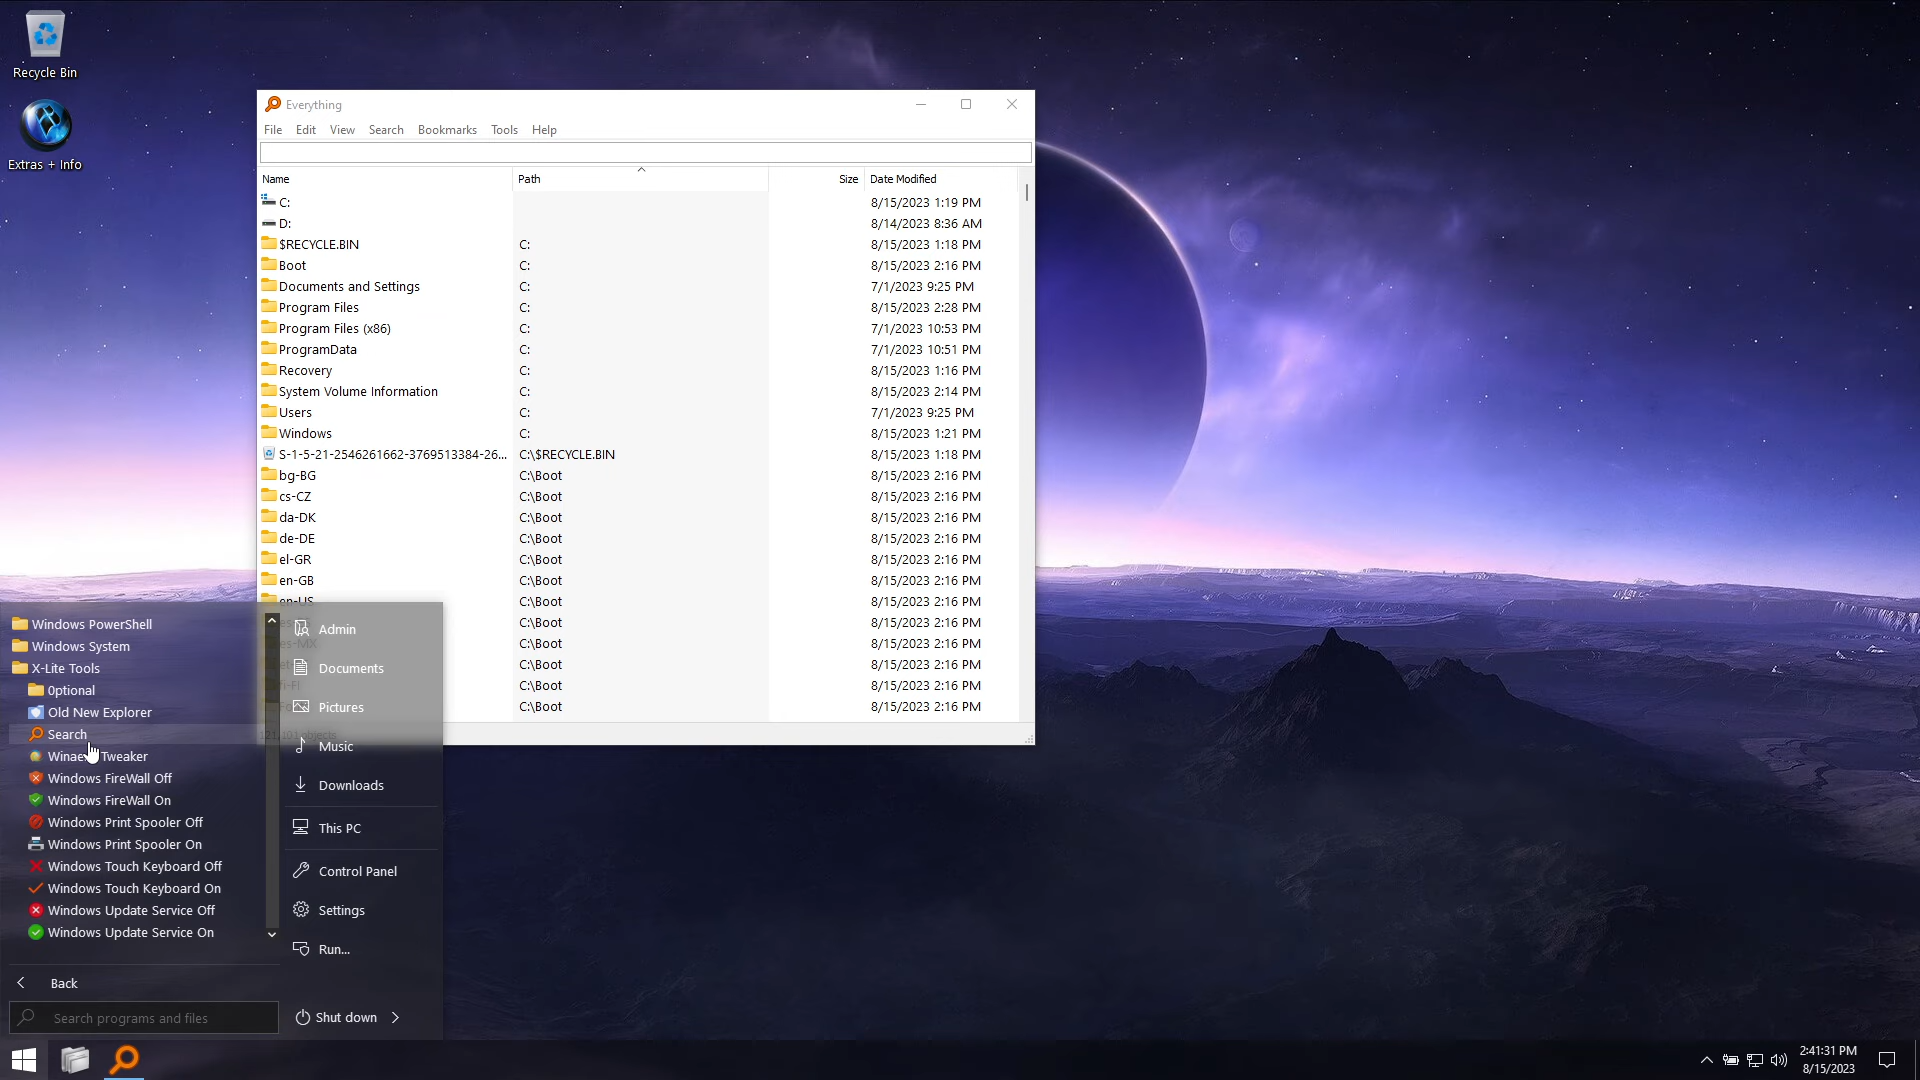 Recycle Bin
Extras + Info
Everything
File Edit View Search Bookmarks Tools Help
Name Path Size Date Modified
C: 8/15/2023 1:19 PM
D: 8/14/2023 8:36 AM
$RECYCLE.BIN C: 8/15/2023 1:18 PM
Boot C: 8/15/2023 2:16 PM
Documents and Settings C: 7/1/2023 9:25 PM
Program Files C: 8/15/2023 2:28 PM
Program Files (x86) C: 7/1/2023 10:53 PM
ProgramData C: 7/1/2023 10:51 PM
Recovery C: 8/15/2023 1:16 PM
System Volume Information C: 8/15/2023 2:14 PM
Users C: 7/1/2023 9:25 PM
Windows C: 8/15/2023 1:21 PM
S-1-5-21-2546261662-3769513384-26... C:\$RECYCLE.BIN 8/15/2023 1:18 PM
bg-BG C:\Boot 8/15/2023 2:16 PM
cs-CZ C:\Boot 8/15/2023 2:16 PM
da-DK C:\Boot 8/15/2023 2:16 PM
de-DE C:\Boot 8/15/2023 2:16 PM
el-GR C:\Boot 8/15/2023 2:16 PM
en-GB C:\Boot 8/15/2023 2:16 PM
en-US C:\Boot 8/15/2023 2:16 PM
C:\Boot 8/15/2023 2:16 PM
es-MX C:\Boot 8/15/2023 2:16 PM
C:\Boot 8/15/2023 2:16 PM
fi-FI C:\Boot 8/15/2023 2:16 PM
C:\Boot 8/15/2023 2:16 PM
Windows PowerShell
Windows System
X-Lite Tools
0ptional
Old New Explorer
Search
Tweaker
Windows FireWall Off
Windows FireWall On
Windows Print Spooler Off
Windows Print Spooler On
Windows Touch Keyboard Off
Windows Touch Keyboard On
Windows Update Service Off
Windows Update Service On
Back
Search programs and files
Admin
Documents
Pictures
Music
Downloads
This PC
Control Panel
Settings
Run...
Shut down
2:41:31 PM
8/15/2023